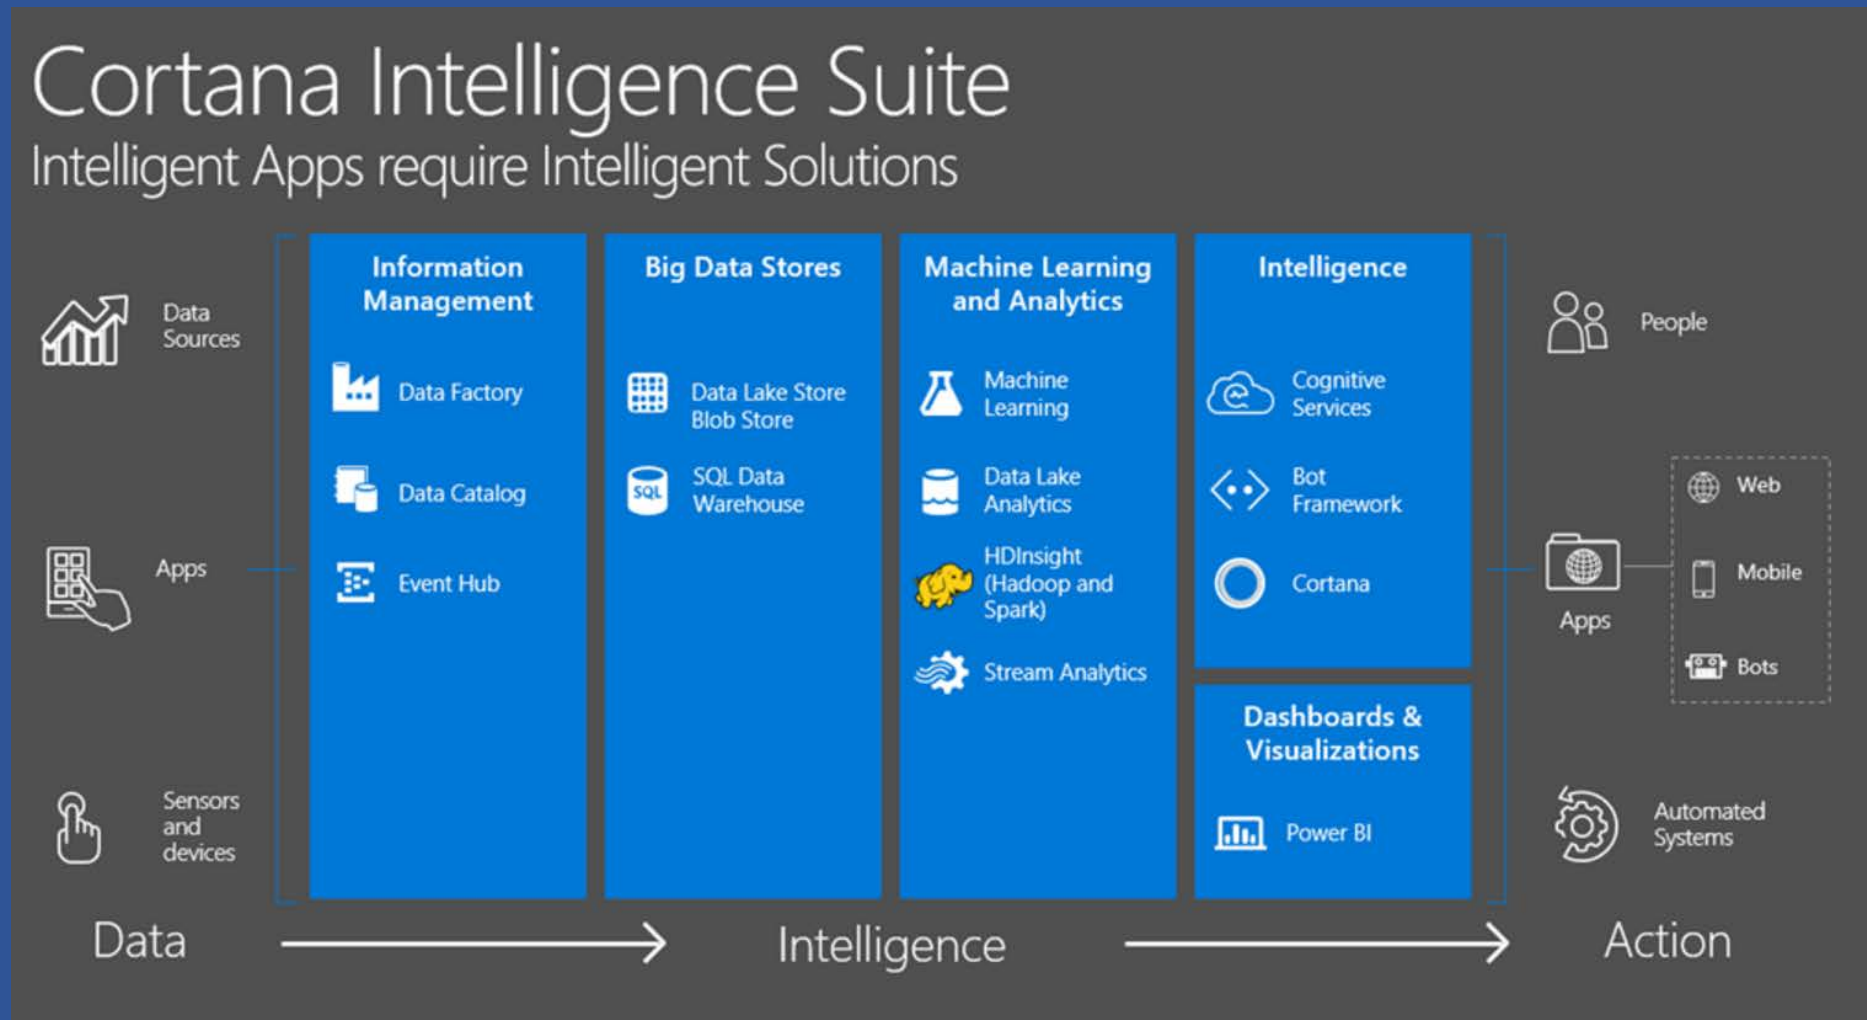 Cortana Intelligence Suite
Intelligent Apps require Intelligent Solutions
Data
Sources
Apps
Sensors
and
devices
Information
Management
Data Factory
Data Catalog
Event Hub
Big Data Stores
Data Lake Store
Blob Store
SQL
SQL Data
Warehouse
Machine Learning
and Analytics
Machine
Learning
Data Lake
Analytics
HDInsight
(Hadoop and
Spark)
Stream Analytics
Intelligence
Cognitive
Services
Bot
Framework
Cortana
Dashboards &
Visualizations
Power BI
People
Apps
Web
Mobile
Bots
Automated
Systems
Data
Intelligence
Action